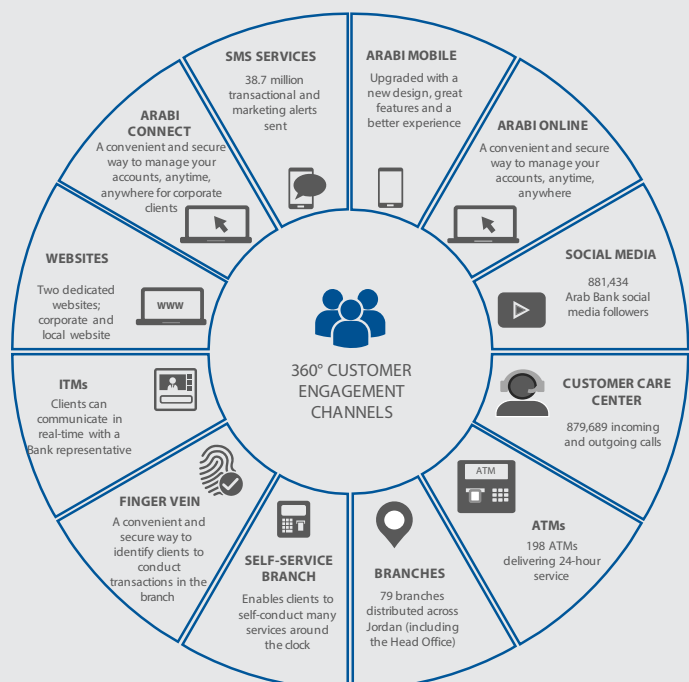 SMS SERVICES
38.7 million
transactional and
marketing alerts
sent
ARABI MOBILE
Upgraded with a
new design, great
features and a
better experience
ARABI ONLINE
A convenient and secure
way to manage your
accounts, anytime,
anywhere
SOCIAL MEDIA
881,434
Arab Bank social
media followers
CUSTOMER CARE
CENTER
879,689 incoming
and outgoing calls
ATM
ATMs
198 ATMs
delivering 24-hour
service
BRANCHES
79 branches
distributed across
Jordan (including
the Head Office)
SELF-SERVICE
BRANCH
Enables clients to
self-conduct many
services around
the clock
FINGER VEIN
A convenient and
secure way to
identify clients to
conduct
transactions in the
branch
ITMs
Clients can
communicate in
real-time with a
Bank representative
WEBSITES
Two dedicated
websites;
corporate and
local website
WWW
ARABI
CONNECT
A convenient and secure
way to manage your
accounts, anytime,
anywhere for corporate
clients
360° CUSTOMER
ENGAGEMENT
CHANNELS